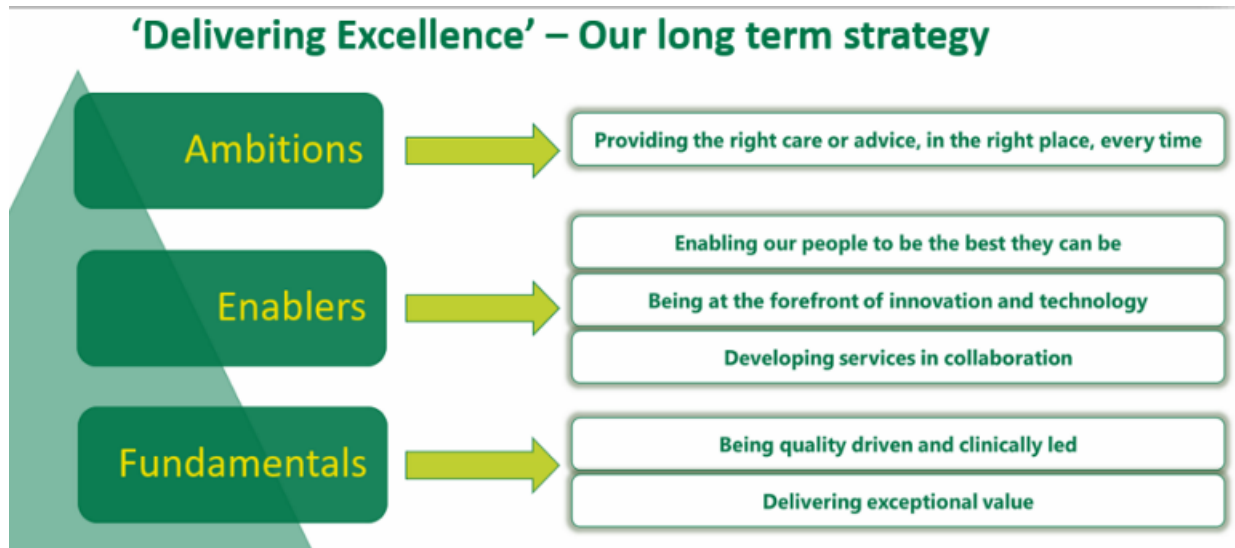 ‘Delivering Excellence’ – Our long term strategy
Ambitions
Providing the right care or advice, in the right place, every time
Enablers
Enabling our people to be the best they can be
Being at the forefront of innovation and technology
Developing services in collaboration
Fundamentals
Being quality driven and clinically led
Delivering exceptional value